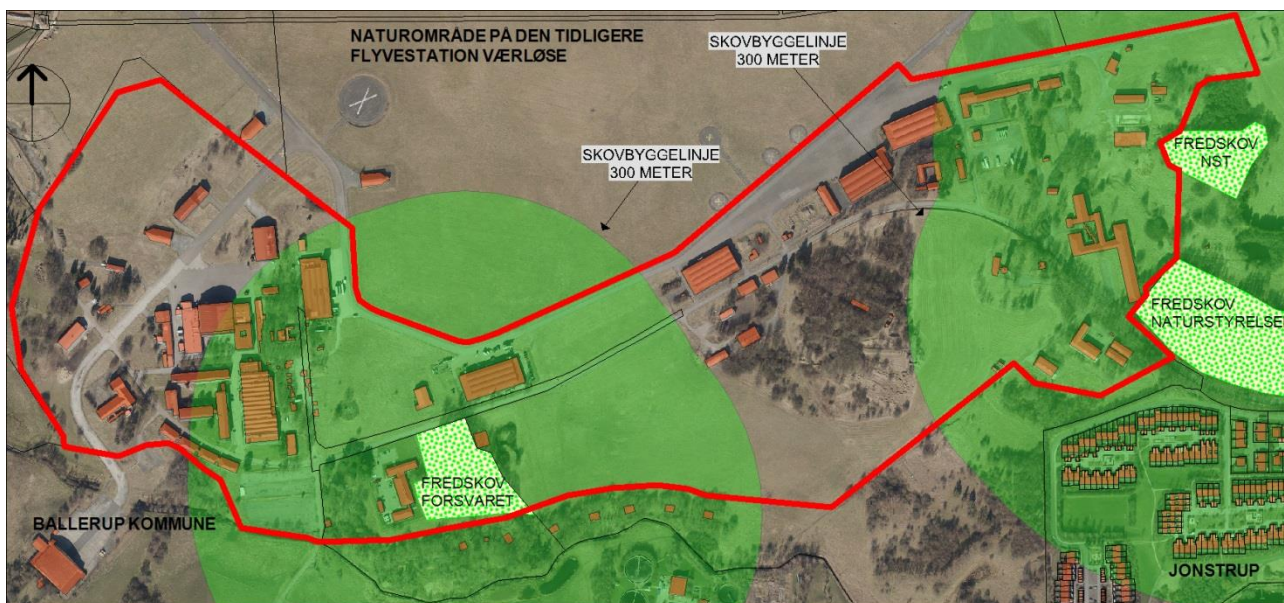 NATUROMRÅDE PÅ DEN TIDLIGERE
FLYVESTATION VÆRLØSE
SKOVBYGGELINJE
300 METER
SKOVBYGGELINJE
300 METER
FREDSKOV
NST
FREDSKOV
NATURSTYRELSE
FREDSKOV
FORSVARET
BALLERUP KOMMUNE
JONSTRUP